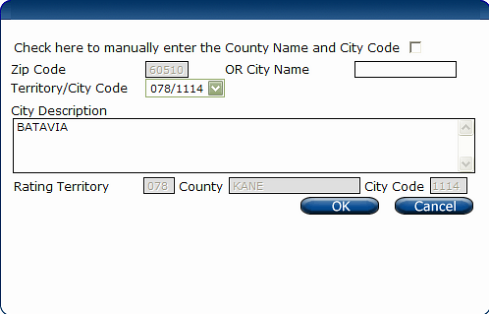 Check here to manually enter the County Name and City Code
Zip Code 60510 OR City Name
Territory/City Code 078/1114
City Description
BATAVIA
Rating Territory 078 County KANE City Code 1114
OK Cancel